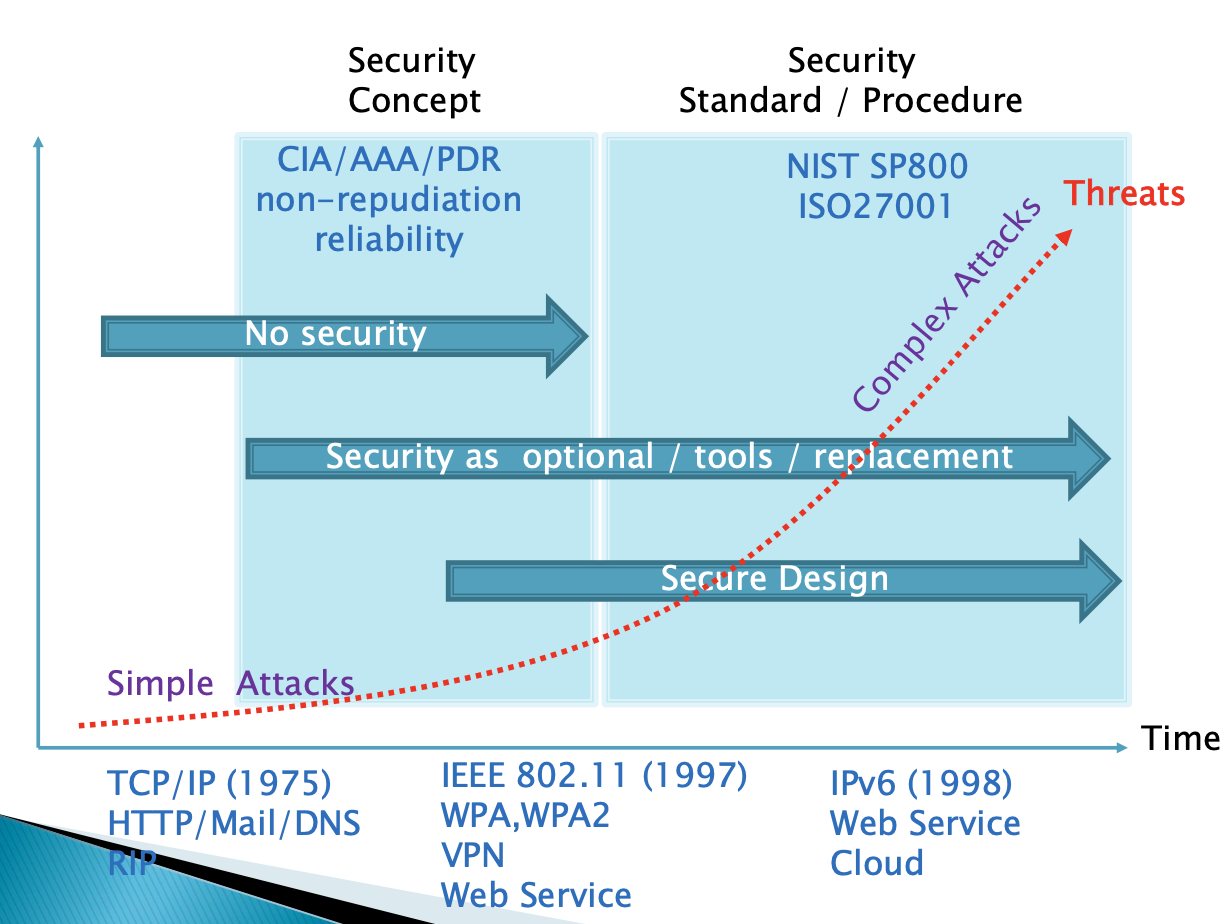 Security
Concept
Security
Standard / Procedure
CIA/AAA/PDR
non-repudiation
reliability
NIST SP800
ISO27001
Threats
Complex Attacks
No security
Security as  optional / tools / replacement
Secure Design
Simple  Attacks
Time
TCP/IP (1975)
HTTP/Mail/DNS
RIP
IEEE 802.11 (1997)
WPA,WPA2
VPN
Web Service
IPv6 (1998)
Web Service
Cloud